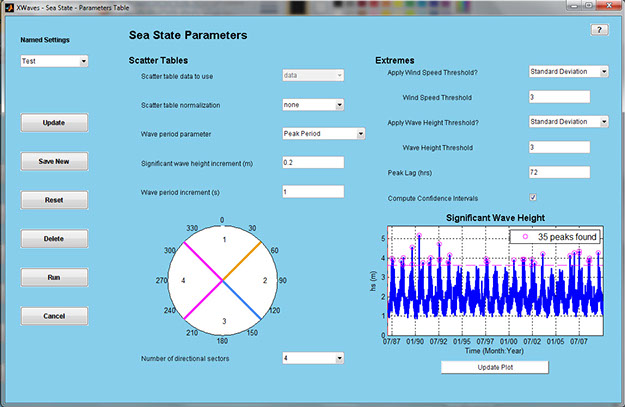 XWaves - Sea State - Parameters Table
Named Settings
Test
Update
Save New
Reset
Delete
Run
Cancel
Sea State Parameters
?
Scatter Tables
Scatter table data to use
data
Scatter table normalization
none
Wave period parameter
Peak Period
Significant wave height increment (m)
0.2
Wave period increment (s)
1
0
330 30
300 60
270 90
240 120
210 150
180
1
2
3
4
Number of directional sectors
4
Extremes
Apply Wind Speed Threshold?
Standard Deviation
Wind Speed Threshold
3
Apply Wave Height Threshold?
Standard Deviation
Wave Height Threshold
3
Peak Lag (hrs)
72
Compute Confidence Intervals
Significant Wave Height
35 peaks found
hs (m)
5
4
3
2
1
0
07/87 01/90 07/92 01/95 07/97 01/00 07/02 01/05 07/07
Time (Month:Year)
Update Plot